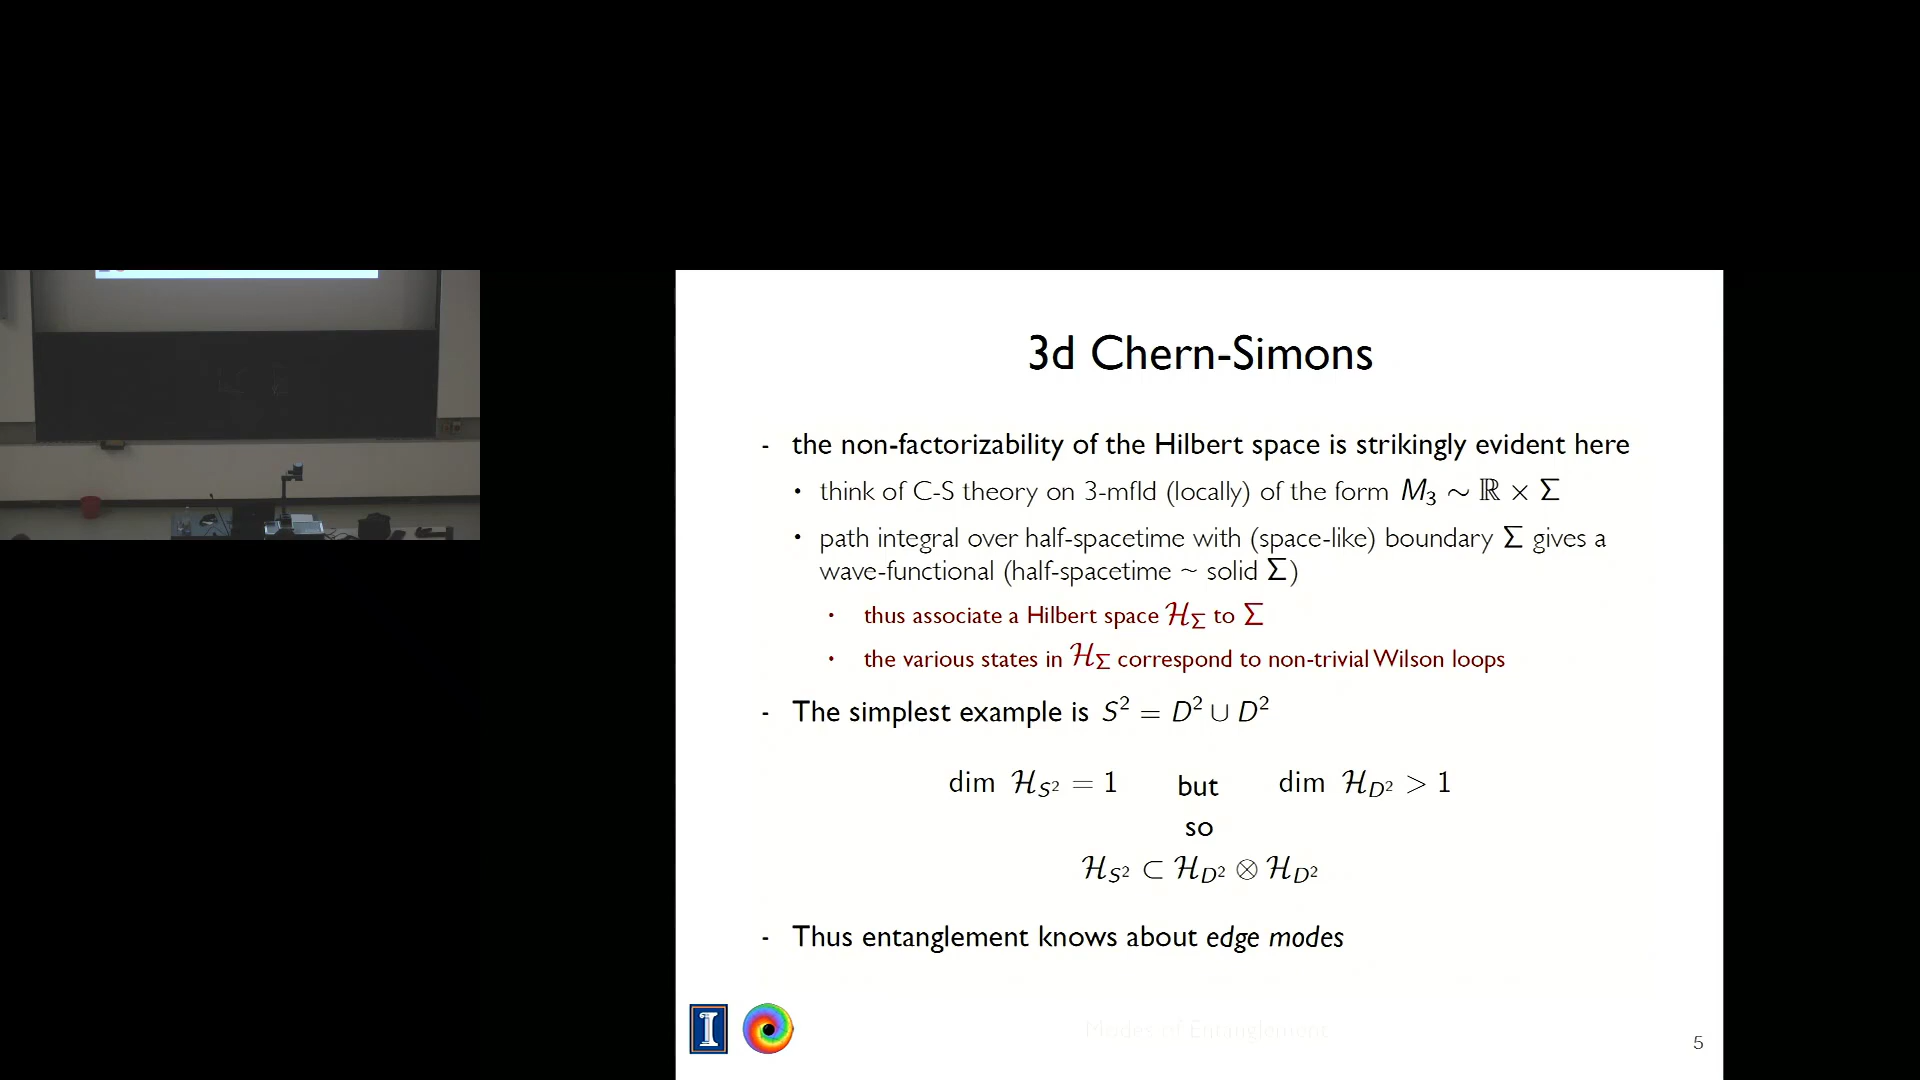 3d Chern-Simons
- the non-factorizability of the Hilbert space is strikingly evident here
• think of C-S theory on 3-mfld (locally) of the form M₃ ∼ ℝ × Σ
• path integral over half-spacetime with (space-like) boundary Σ gives a
wave-functional (half-spacetime ~ solid Σ)
• thus associate a Hilbert space ℋ_Σ to Σ
• the various states in ℋ_Σ correspond to non-trivial Wilson loops
- The simplest example is S² = D² ∪ D²
dim ℋ_{S²} = 1 but dim ℋ_{D²} > 1
so
ℋ_{S²} ⊂ ℋ_{D²} ⊗ ℋ_{D²}
- Thus entanglement knows about edge modes
I
Modes of Entanglement
5